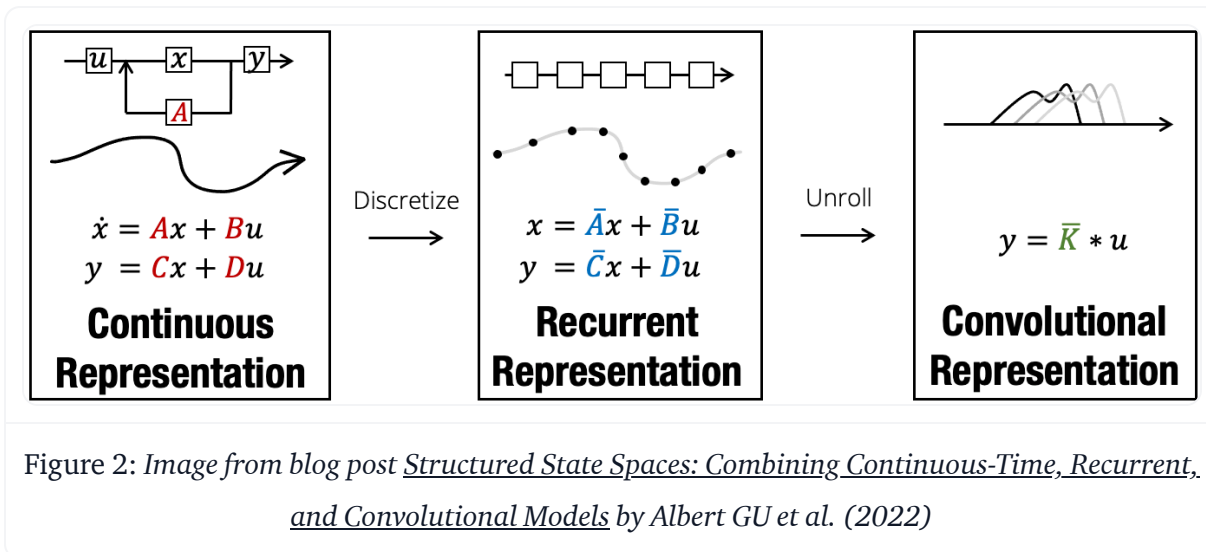 u x y
A
ẋ = Ax + Bu
y = Cx + Du
Continuous
Representation
Discretize
x = A̅x + B̅u
y = C̅x + D̅u
Recurrent
Representation
Unroll
y = K̅ ∗ u
Convolutional
Representation
Figure 2: Image from blog post Structured State Spaces: Combining Continuous-Time, Recurrent,
and Convolutional Models by Albert GU et al. (2022)